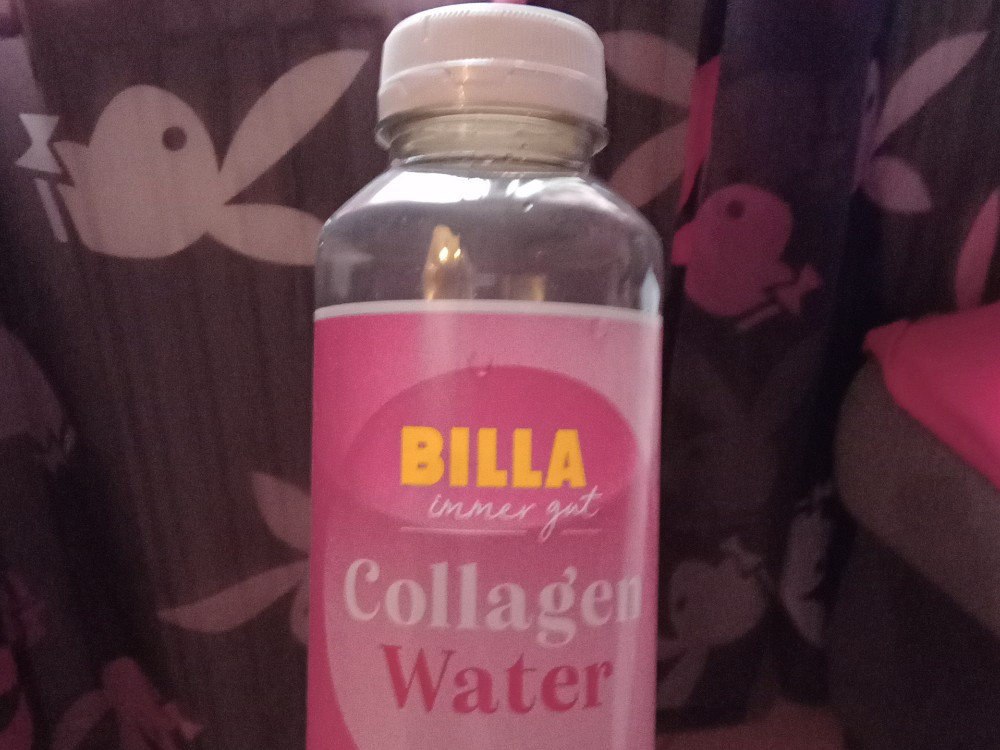 BILLA
immer gut
Collagen
Water